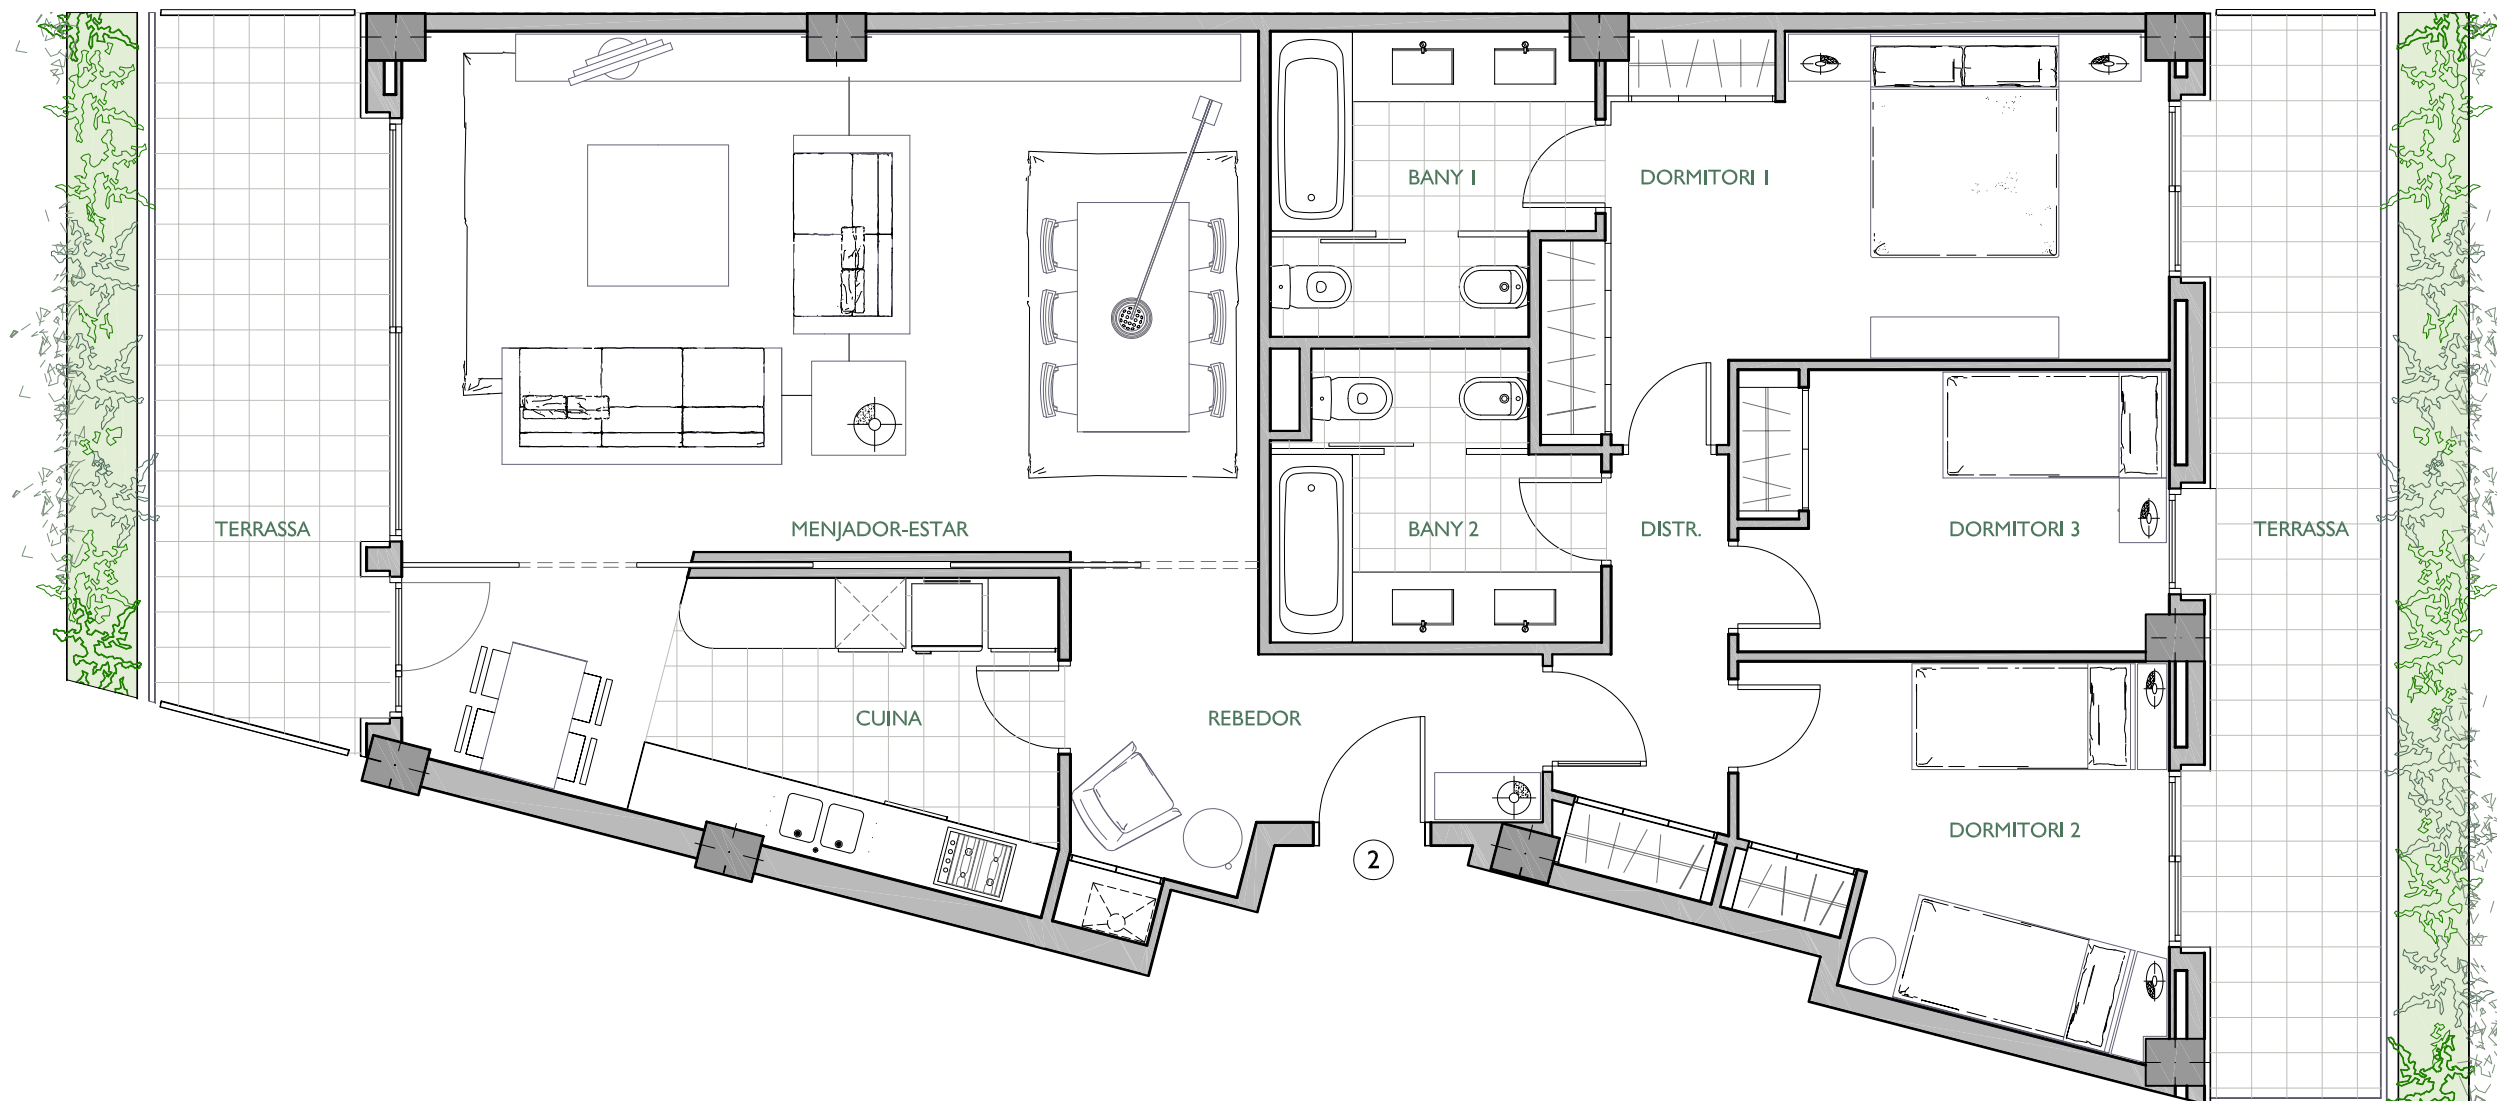 BANY 1
DORMITORI 1
TERRASSA
MENJADOR-ESTAR
BANY 2
DISTR.
DORMITORI 3
TERRASSA
CUINA
REBEDOR
DORMITORI 2
2